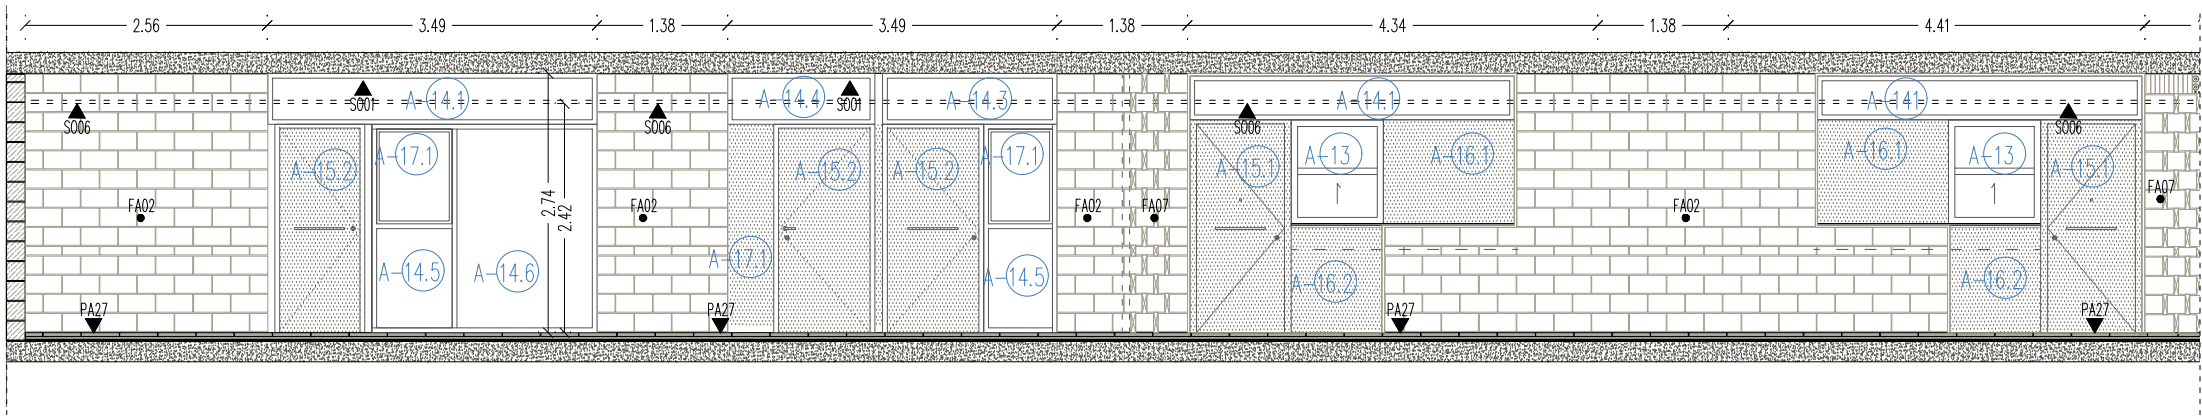 2.56 3.49 1.38 3.49 1.38 4.34 1.38 4.41
A-14.1 A-14.4 A-14.3 A-14.1 A-141
S001 S001
S006 S006 S006 S006
A-15.2 A-17.1 A-15.2 A-15.2 A-17.1 A-15.1 A-13 A-16.1 A-16.1 A-13 A-15.1
FA02 FA02 FA02 FA07 FA02 FA07
2.74
2.42
A-14.5 A-14.6 A-17.1 A-14.5 A-16.2 A-16.2
PA27 PA27 PA27 PA27